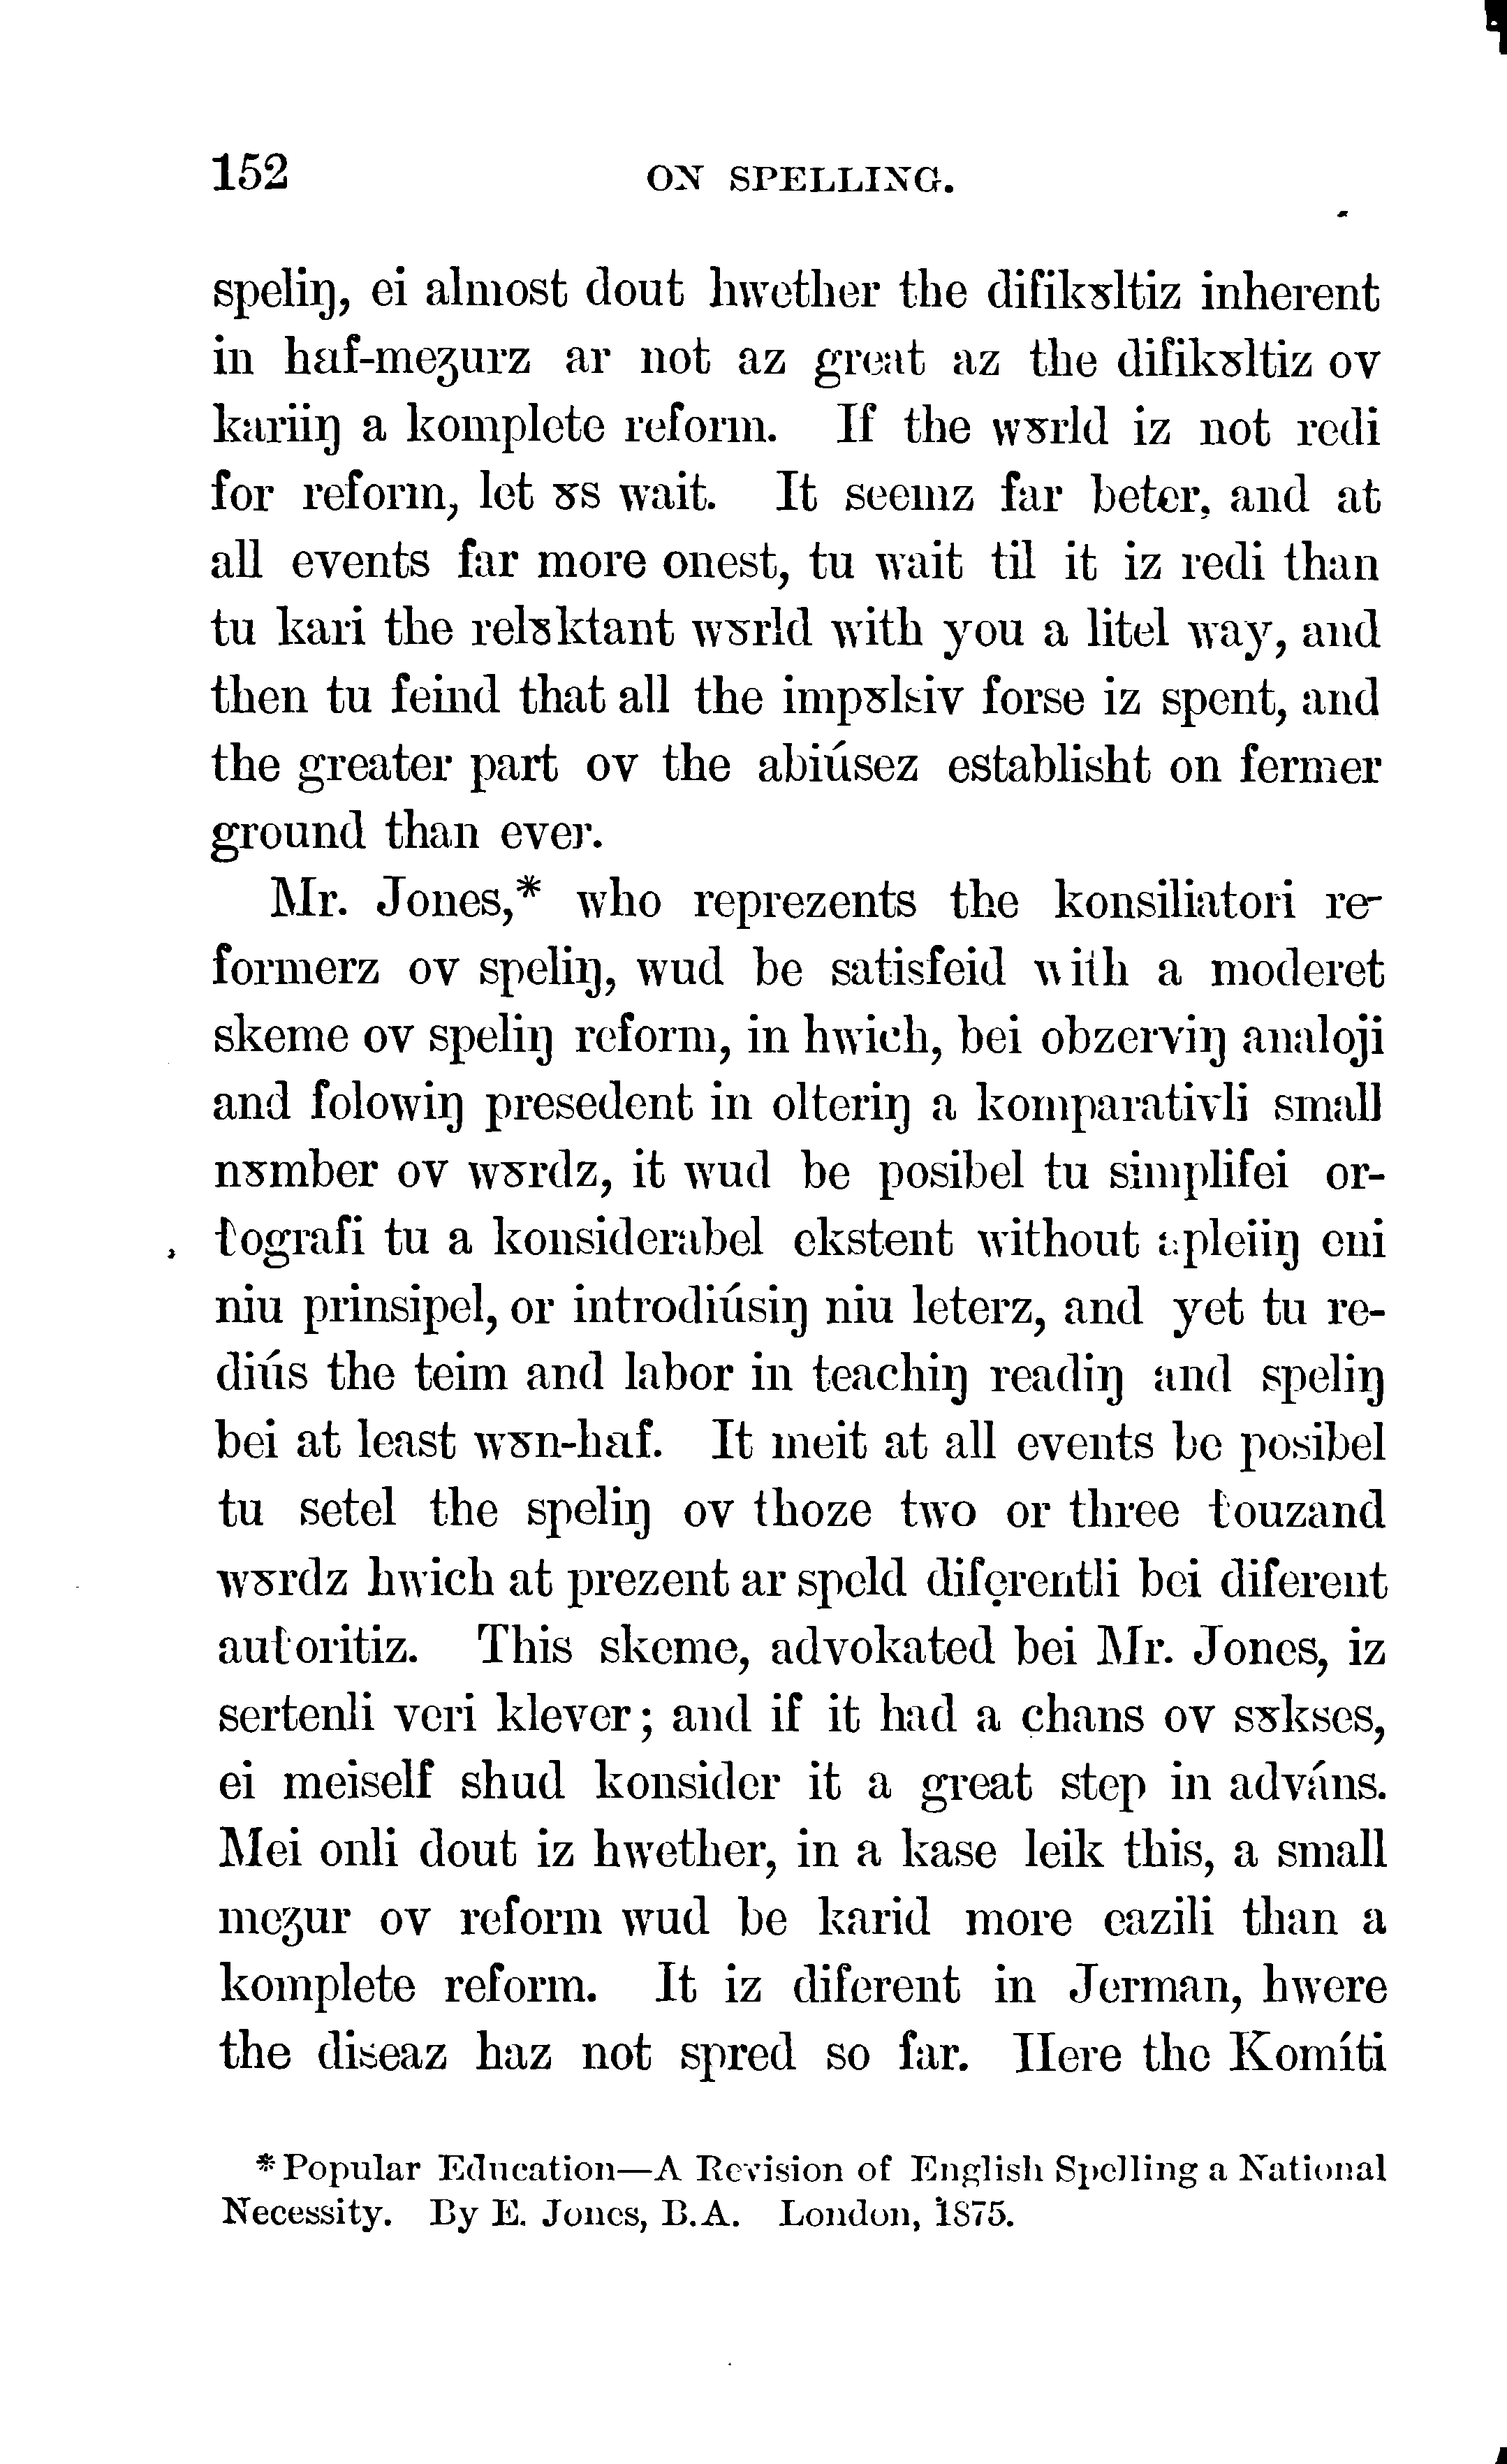 152 ON SPELLING.
speliŋ, ei almost dout hwether the difikɤltiz inherent
in haf-meʒurz ar not az great az the difikɤltiz ov
kariiŋ a komplete reform. If the wɤrld iz not redi
for reform, let ɤs wait. It seemz far beter, and at
all events far more onest, tu wait til it iz redi than
tu kari the relɤktant wɤrld with you a litel way, and
then tu feind that all the impɤlsiv forse iz spent, and
the greater part ov the abiúsez establisht on fermer
ground than ever.
Mr. Jones,* who reprezents the konsiliatori re-
formerz ov speliŋ, wud be satisfeid with a moderet
skeme ov speliŋ reform, in hwich, bei obzerviŋ analoji
and folowiŋ presedent in olteriŋ a komparativli small
nɤmber ov wɤrdz, it wud be posibel tu simplifei or-
ƭografi tu a konsiderabel ekstent without apleiiŋ eni
niu prinsipel, or introdiúsiŋ niu leterz, and yet tu re-
diús the teim and labor in teachiŋ readiŋ and speliŋ
bei at least wɤn-haf. It meit at all events be posibel
tu setel the speliŋ ov thoze two or three ƭouzand
wɤrdz hwich at prezent ar speld diferentli bei diferent
auƭoritiz. This skeme, advokated bei Mr. Jones, iz
sertenli veri klever; and if it had a chans ov sɤkses,
ei meiself shud konsider it a great step in adváns.
Mei onli dout iz hwether, in a kase leik this, a small
meʒur ov reform wud be karid more eazili than a
komplete reform. It iz diferent in Jerman, hwere
the diseaz haz not spred so far. Here the Komíti
* Popular Education—A Revision of English Spelling a National
Necessity. By E. Jones, B.A. London, 1875.